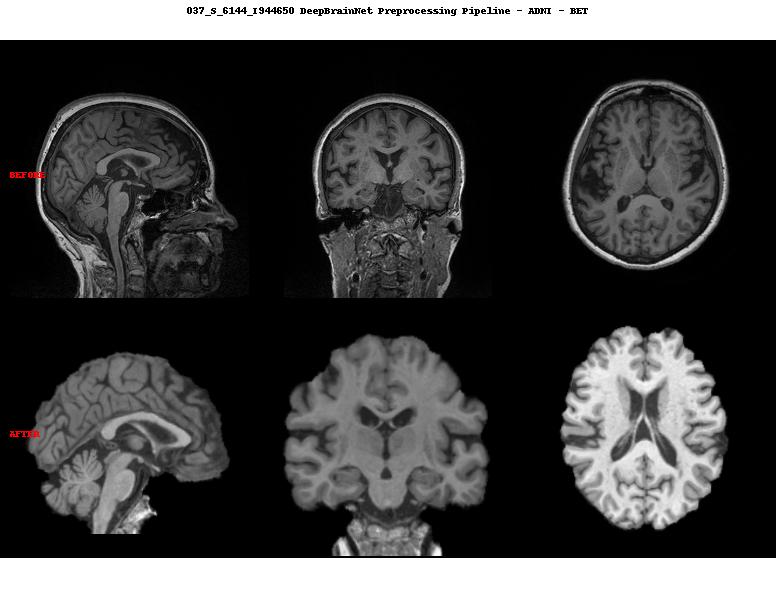 037_S_6144_I944650 DeepBrainNet Preprocessing Pipeline - ADNI - BET
BEFORE
AFTER